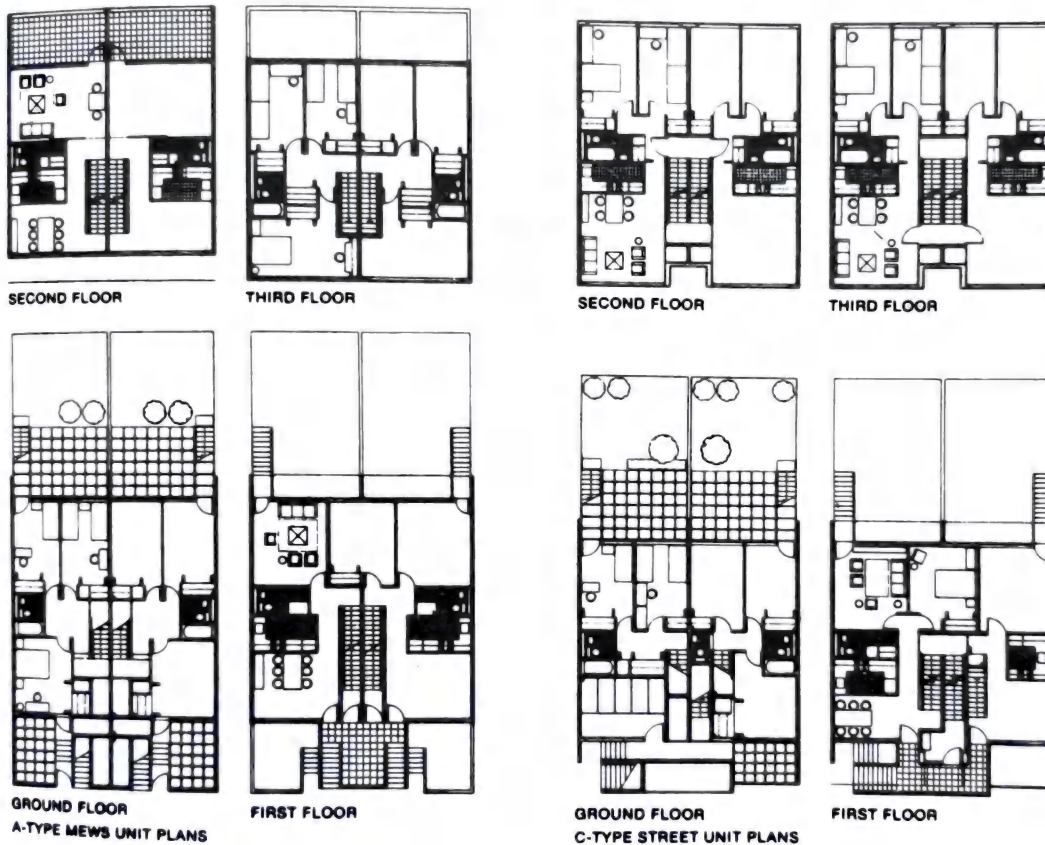 SECOND FLOOR
THIRD FLOOR
SECOND FLOOR
THIRD FLOOR
GROUND FLOOR
FIRST FLOOR
A-TYPE MEWS UNIT PLANS
GROUND FLOOR
FIRST FLOOR
C-TYPE STREET UNIT PLANS